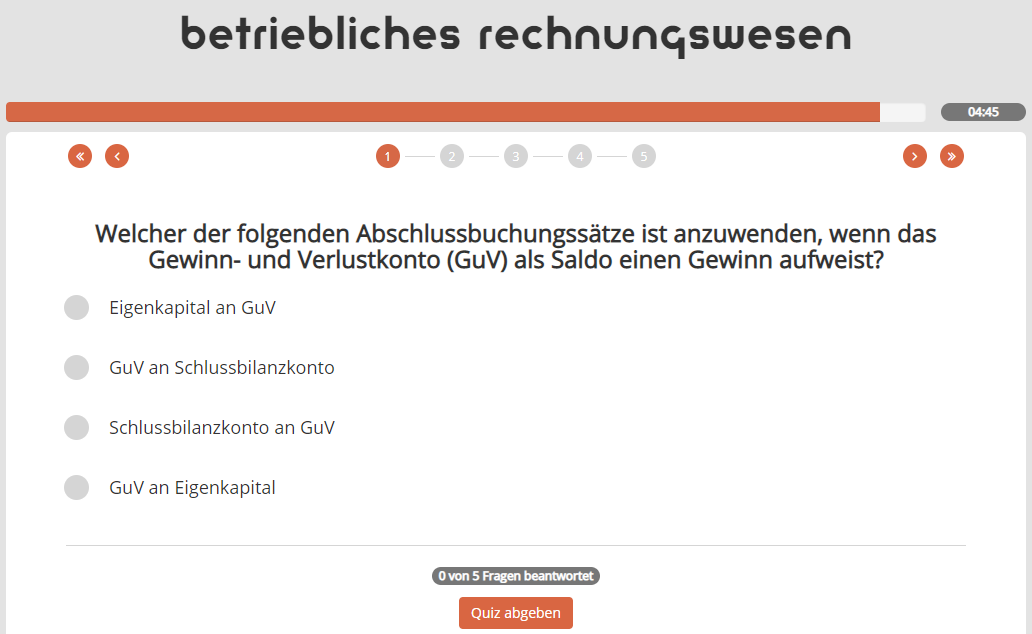 betriebliches rechnungswesen
04:45
« ‹ 1 2 3 4 5 › »
Welcher der folgenden Abschlussbuchungssätze ist anzuwenden, wenn das
Gewinn- und Verlustkonto (GuV) als Saldo einen Gewinn aufweist?
Eigenkapital an GuV
GuV an Schlussbilanzkonto
Schlussbilanzkonto an GuV
GuV an Eigenkapital
0 von 5 Fragen beantwortet
Quiz abgeben